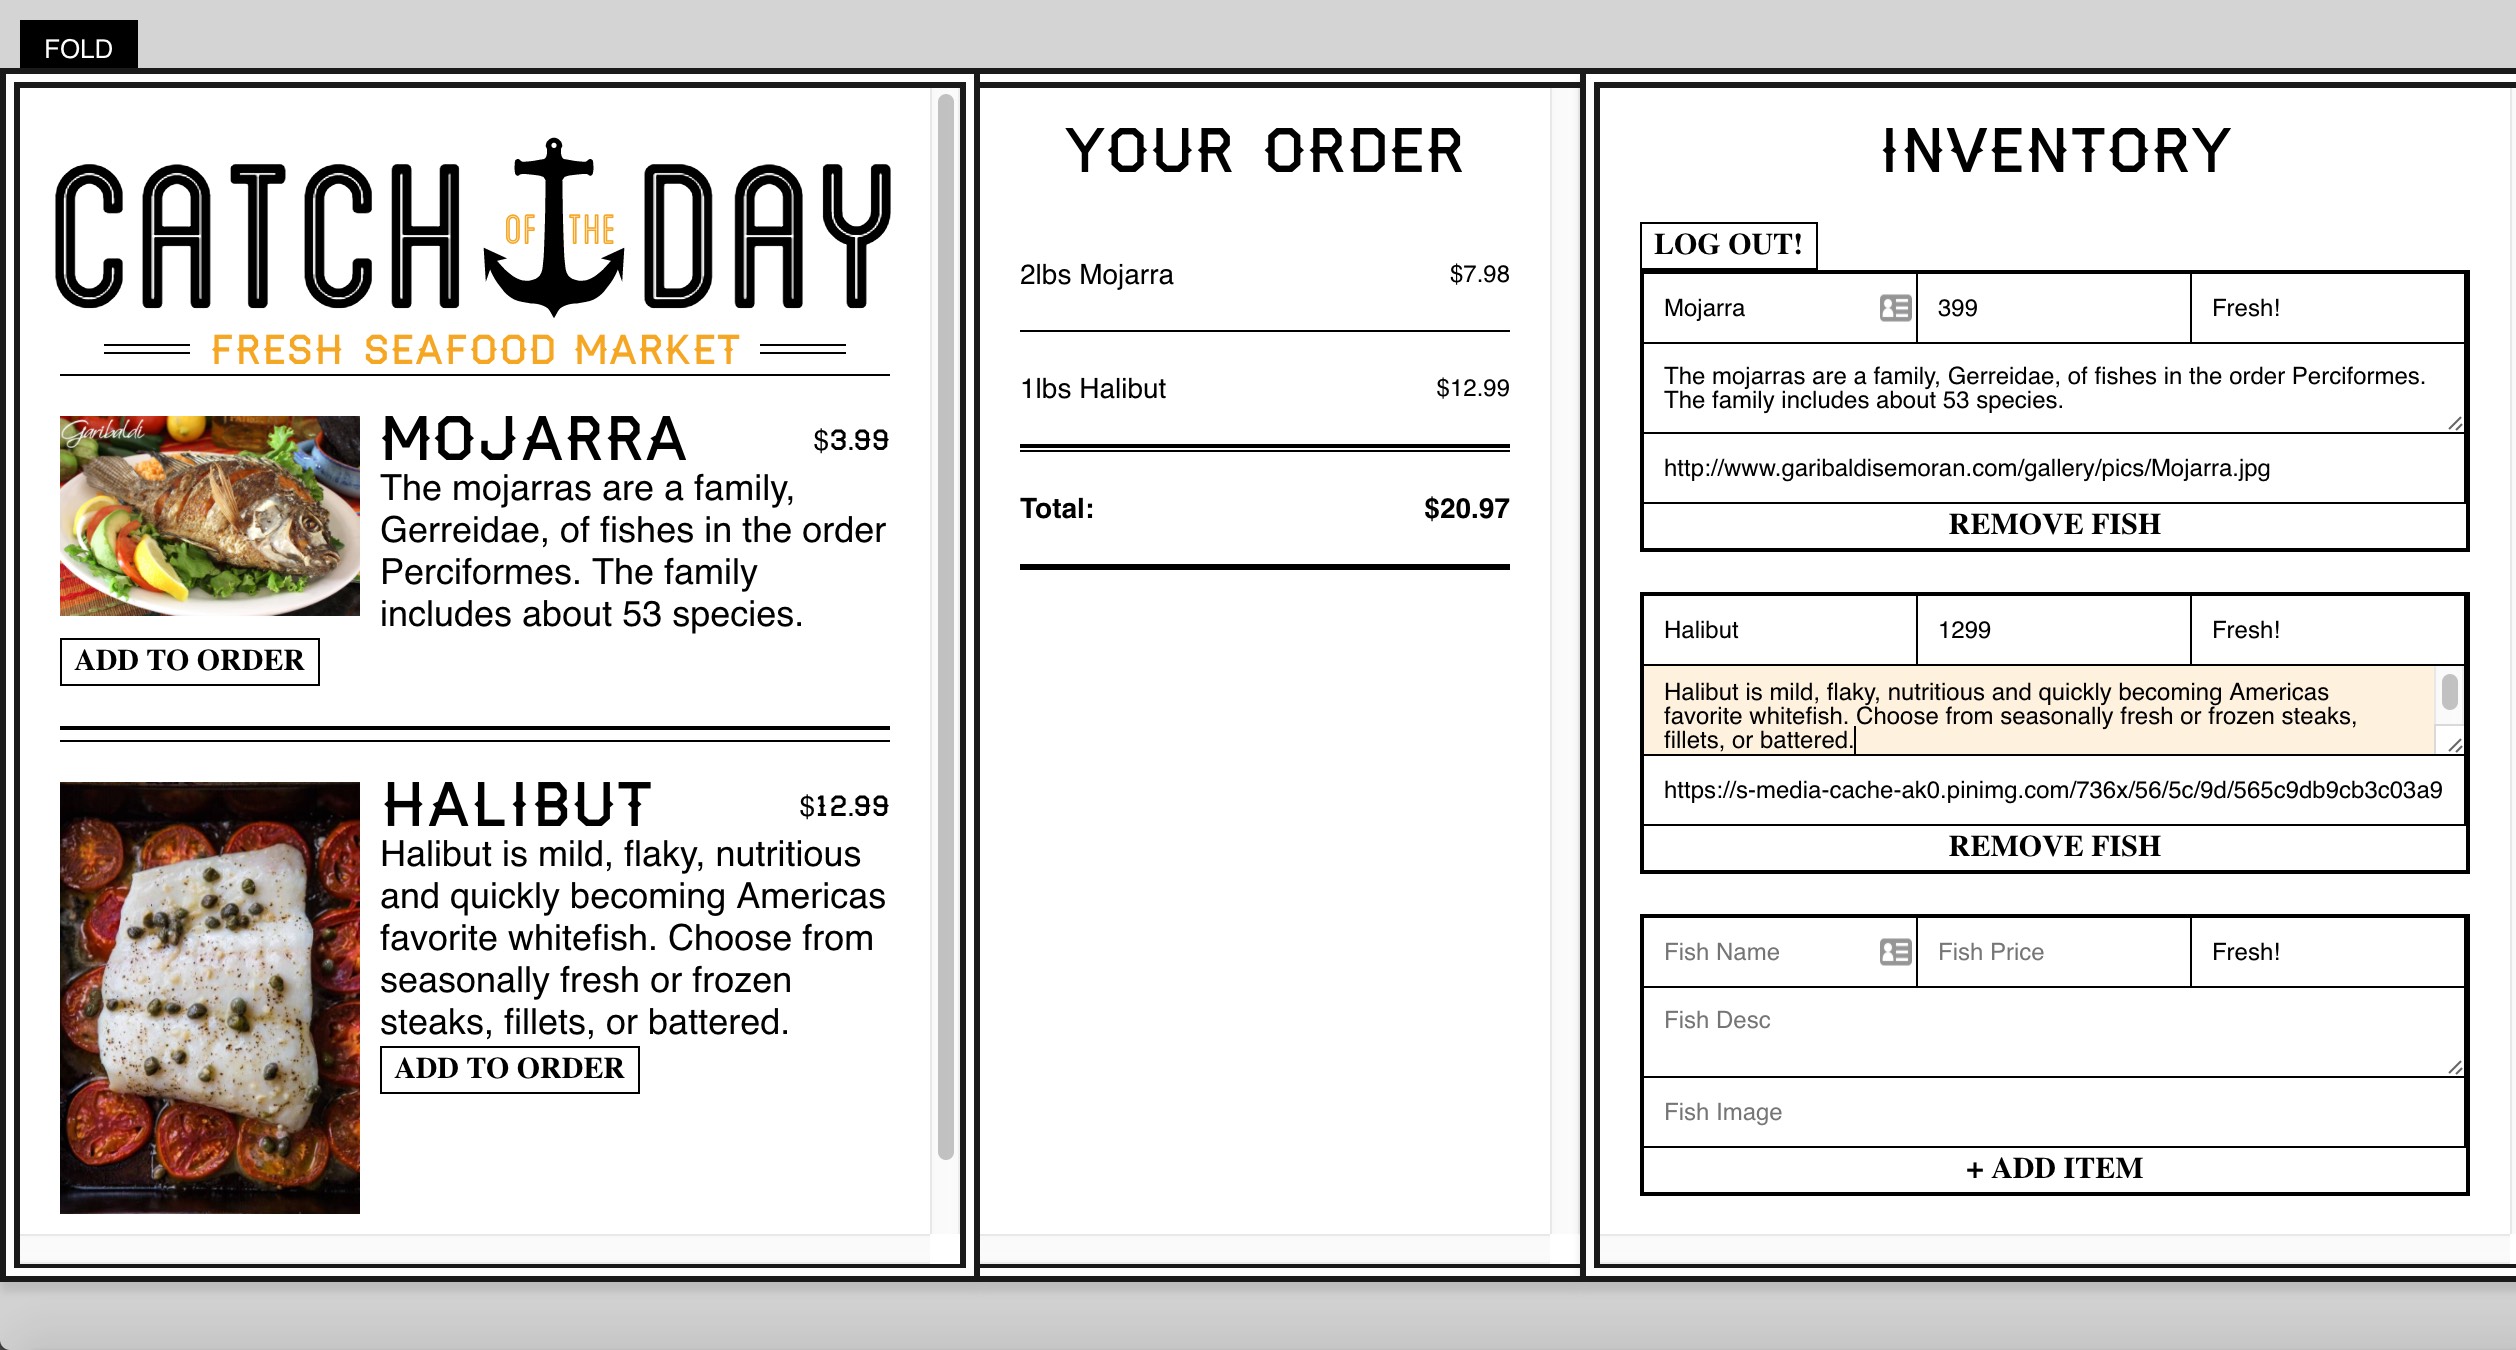 FOLD
CATCH OF THE DAY
FRESH SEAFOOD MARKET
Garibaldi
MOJARRA $3.99
The mojarras are a family,
Gerreidae, of fishes in the order
Perciformes. The family
includes about 53 species.
ADD TO ORDER
HALIBUT $12.99
Halibut is mild, flaky, nutritious
and quickly becoming Americas
favorite whitefish. Choose from
seasonally fresh or frozen
steaks, fillets, or battered.
ADD TO ORDER
YOUR ORDER
2lbs Mojarra $7.98
1lbs Halibut $12.99
Total: $20.97
INVENTORY
LOG OUT!
Mojarra 399 Fresh!
The mojarras are a family, Gerreidae, of fishes in the order Perciformes.
The family includes about 53 species.
http://www.garibaldisemoran.com/gallery/pics/Mojarra.jpg
REMOVE FISH
Halibut 1299 Fresh!
Halibut is mild, flaky, nutritious and quickly becoming Americas
favorite whitefish. Choose from seasonally fresh or frozen steaks,
fillets, or battered.
https://s-media-cache-ak0.pinimg.com/736x/56/5c/9d/565c9db9cb3c03a9
REMOVE FISH
Fish Name Fish Price Fresh!
Fish Desc
Fish Image
+ ADD ITEM